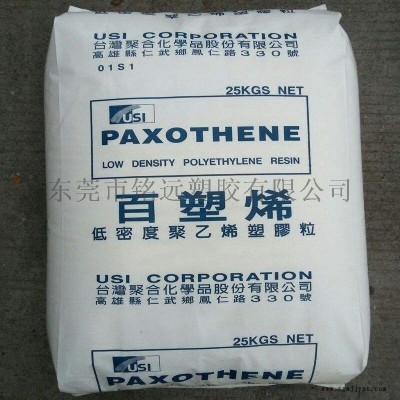 USI CORPORATION
台灣聚合化學品股份有限公司
高雄縣仁武鄉鳳仁路330號
01S1
25KGS NET
USI
PAXOTHENE
LOW DENSITY POLYETHYLENE RESIN
东莞市铭远塑胶有限公司
百塑烯
低密度聚乙烯塑膠粒
USI CORPORATION
台灣聚合化學品股份有限公司
高雄縣仁武鄉鳳仁路330號
25KGS NET
USI
PAXOTHENE